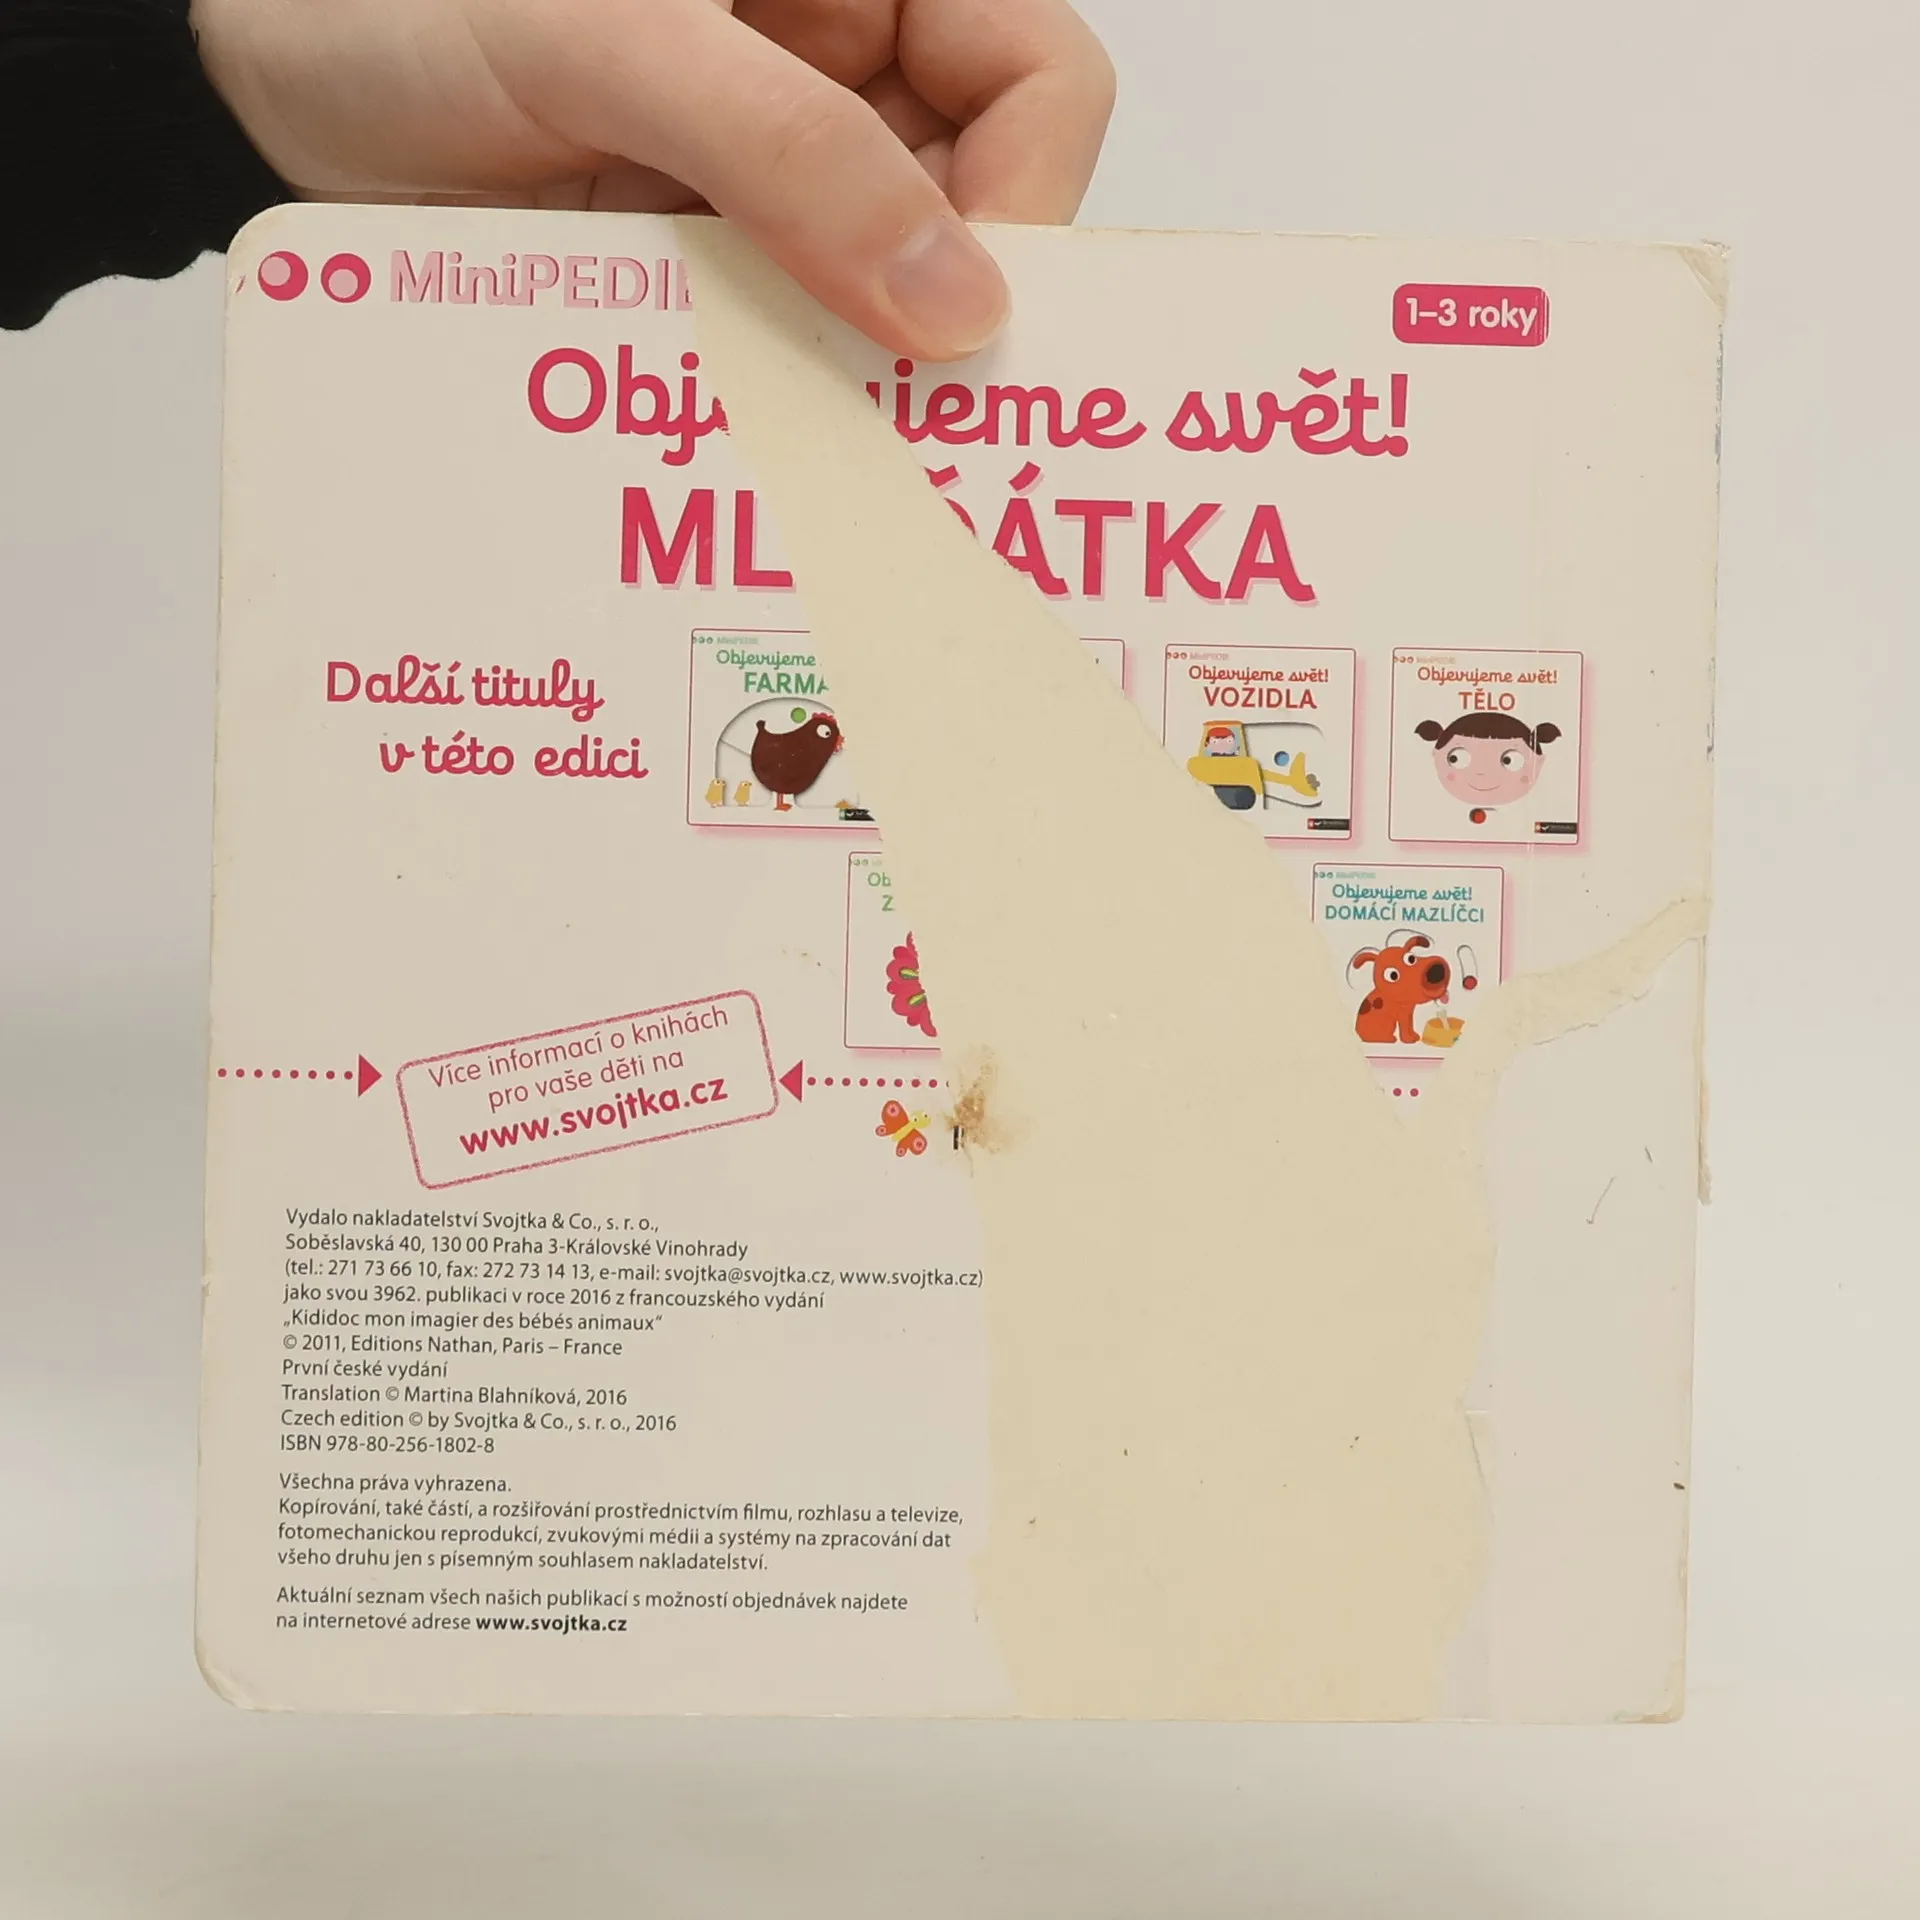 MiniPEDIE
1–3 roky
svět!
Další tituly
v této edici
MiniPEDIE
Objevujeme
MiniPEDIE
Objevujeme svět!
VOZIDLA
MiniPEDIE
Objevujeme svět!
TĚLO
MiniPEDIE
Objevujeme svět!
DOMÁCÍ MAZLÍČCI
Více informací o knihách
pro vaše děti na
www.svojtka.cz
Vydalo nakladatelství Svojtka & Co., s. r. o.,
Soběslavská 40, 130 00 Praha 3-Královské Vinohrady
(tel.: 271 73 66 10, fax: 272 73 14 13, e-mail: svojtka@svojtka.cz, www.svojtka.cz)
jako svou 3962. publikaci v roce 2016 z francouzského vydání
„Kididoc mon imagier des bébés animaux“
© 2011, Editions Nathan, Paris – France
První české vydání
Translation © Martina Blahníková, 2016
Czech edition © by Svojtka & Co., s. r. o., 2016
ISBN 978-80-256-1802-8
Všechna práva vyhrazena.
Kopírování, také částí, a rozšiřování prostřednictvím filmu, rozhlasu a televize,
fotomechanickou reprodukcí, zvukovými médii a systémy na zpracování dat
všeho druhu jen s písemným souhlasem nakladatelství.
Aktuální seznam všech našich publikací s možností objednávek najdete
na internetové adrese www.svojtka.cz